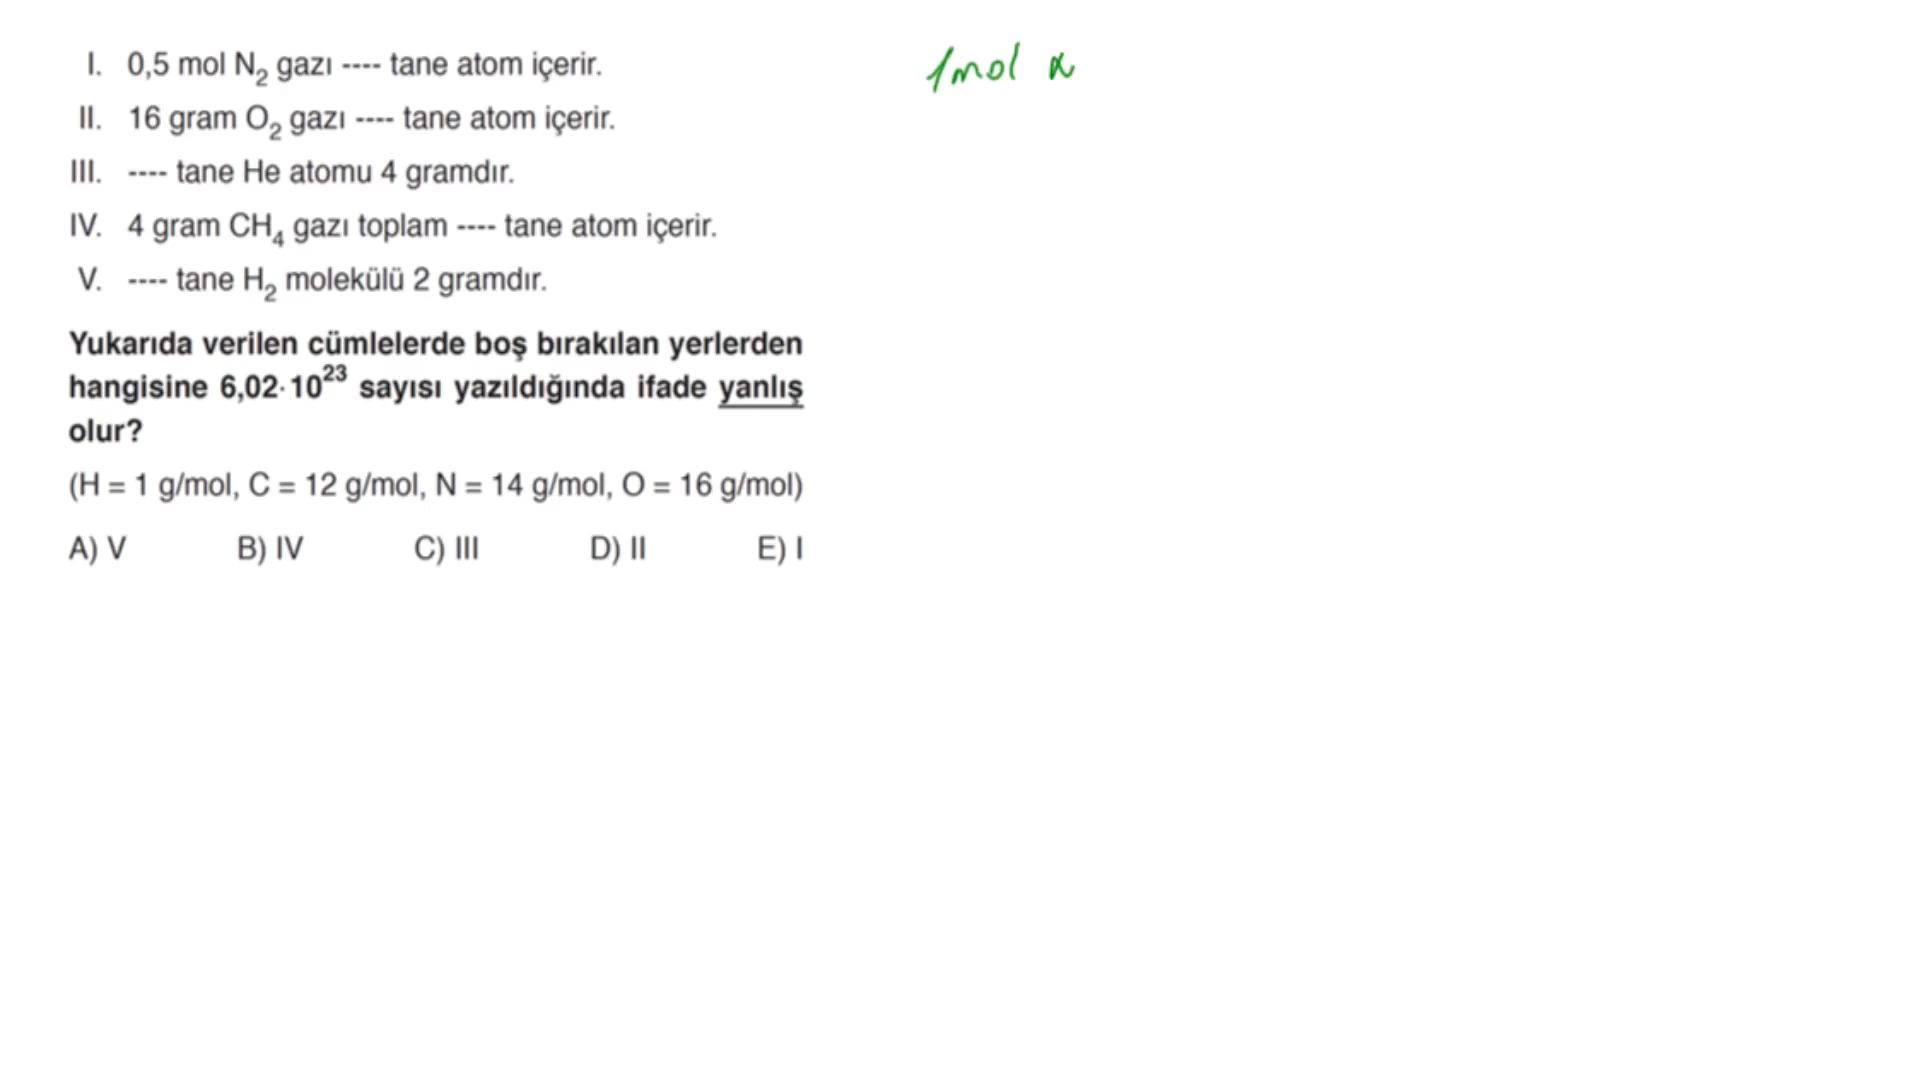 I. 0,5 mol N₂ gazı ---- tane atom içerir.
II. 16 gram O₂ gazı ---- tane atom içerir.
III. ---- tane He atomu 4 gramdır.
IV. 4 gram CH₄ gazı toplam ---- tane atom içerir.
V. ---- tane H₂ molekülü 2 gramdır.
Yukarıda verilen cümlelerde boş bırakılan yerlerden
hangisine 6,02·10²³ sayısı yazıldığında ifade yanlış
olur?
(H = 1 g/mol, C = 12 g/mol, N = 14 g/mol, O = 16 g/mol)
A) V B) IV C) III D) II E) I
1mol